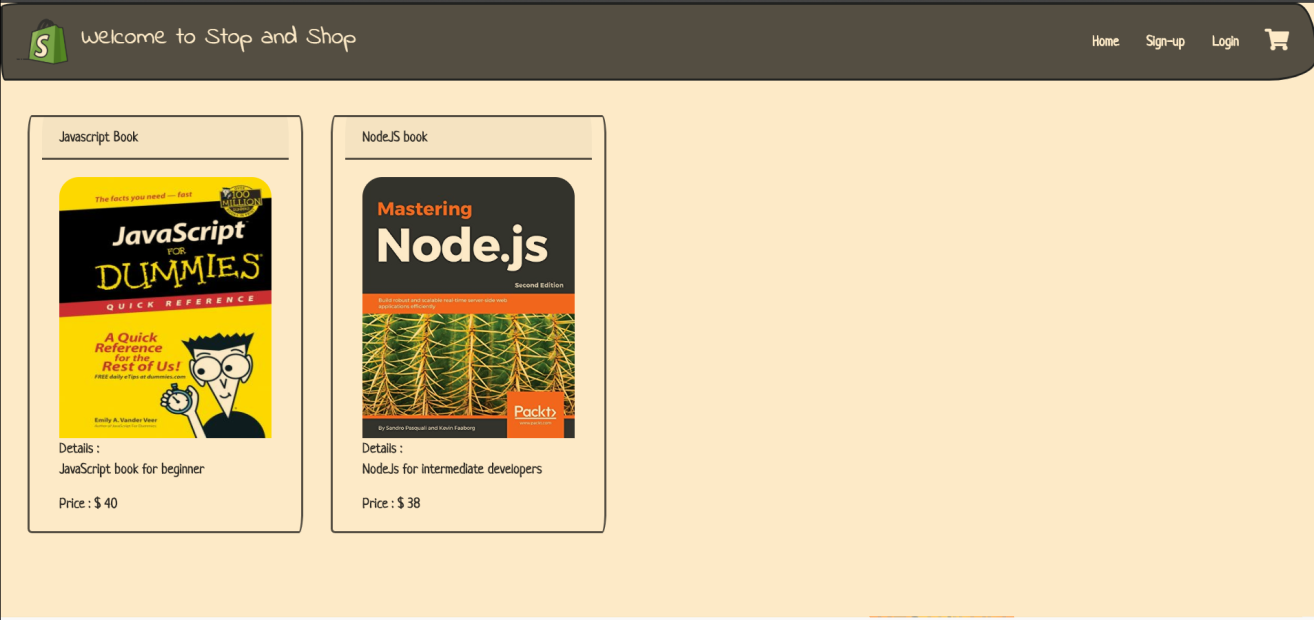 S
Welcome to Stop and Shop
Home Sign-up Login
Javascript Book
The facts you need — fast
100
MILLION
JavaScript™
FOR
DUMMIES
QUICK REFERENCE
A Quick
Reference
for the
Rest of Us!
FREE daily eTips at dummies.com
Emily A. Vander Veer
Details :
JavaScript book for beginner
Price : $ 40
NodeJS book
Mastering
Node.js
Second Edition
Build robust and scalable real-time server-side web
applications efficiently
Packt>
www.packt.com
By Sandro Pasquali and Kevin Faaborg
Details :
NodeJs for intermediate developers
Price : $ 38